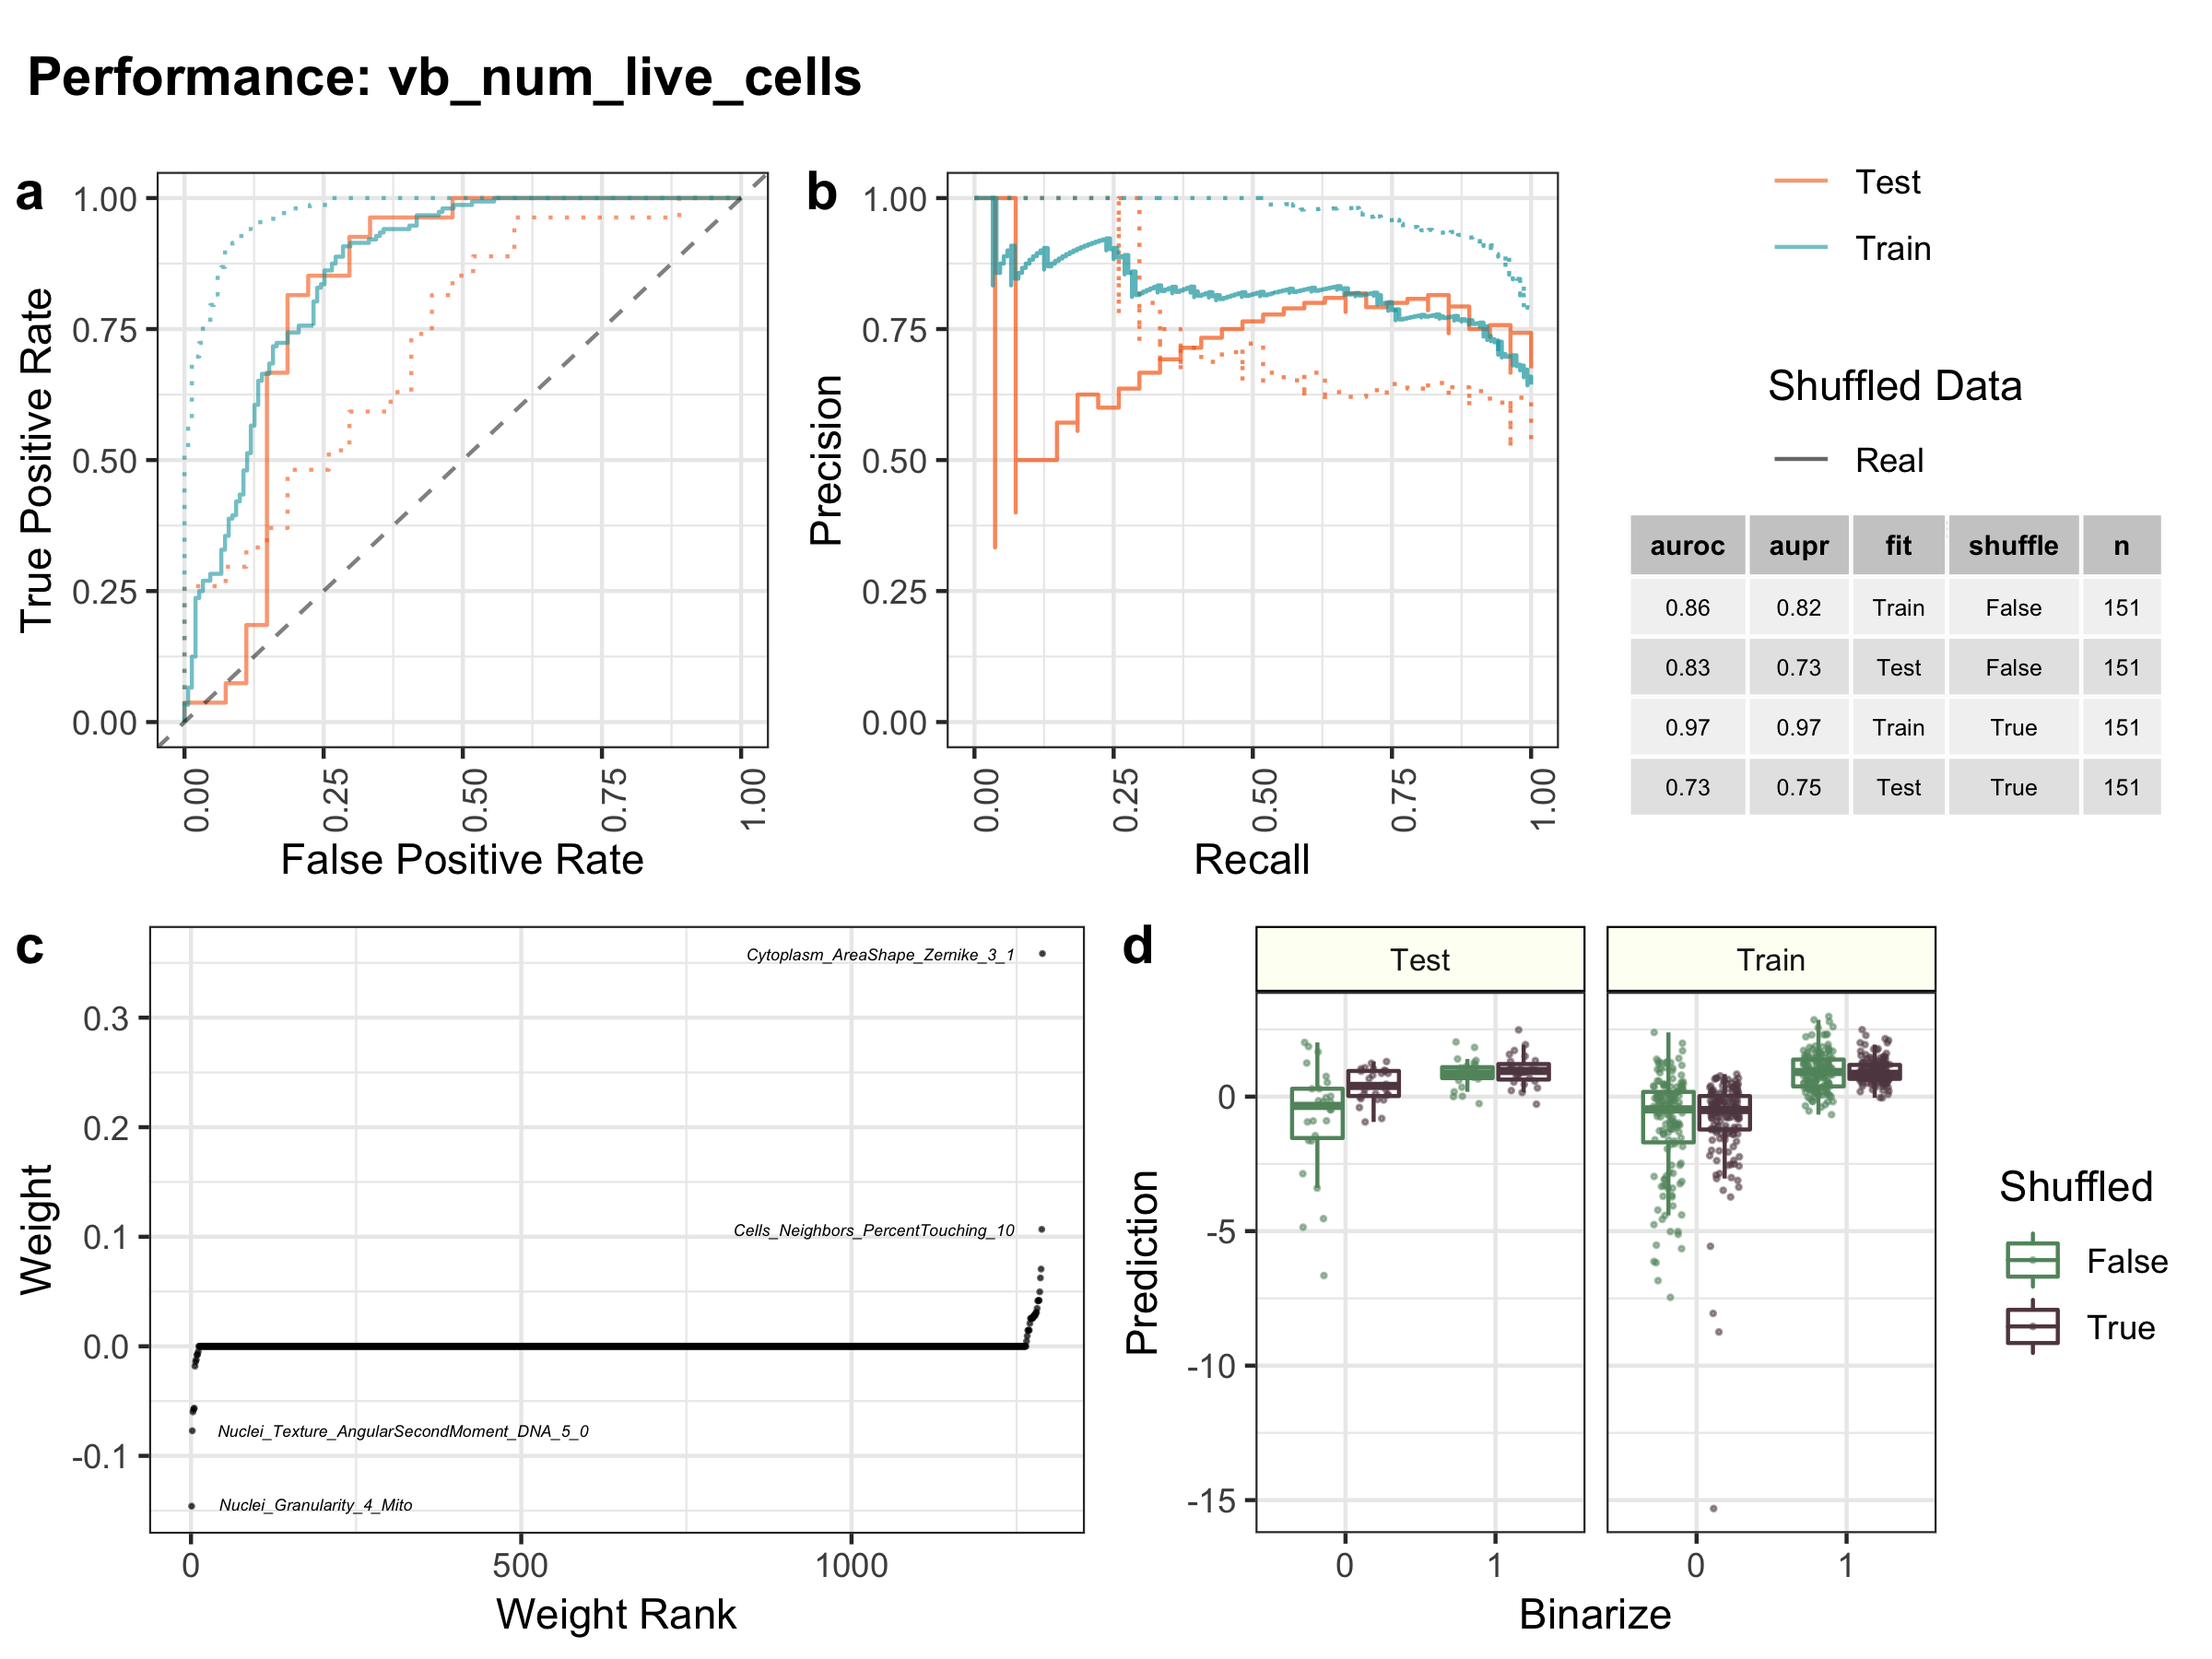 Performance: vb_num_live_cells
a
True Positive Rate
1.00
0.75
0.50
0.25
0.00
0.00
0.25
0.50
0.75
1.00
False Positive Rate
b
Precision
1.00
0.75
0.50
0.25
0.00
0.00
0.25
0.50
0.75
1.00
Recall
Test
Train
Shuffled Data
Real
auroc aupr fit shuffle n
0.86 0.82 Train False 151
0.83 0.73 Test False 151
0.97 0.97 Train True 151
0.73 0.75 Test True 151
c
Weight
0.3
0.2
0.1
0.0
-0.1
Cytoplasm_AreaShape_Zernike_3_1
Cells_Neighbors_PercentTouching_10
Nuclei_Texture_AngularSecondMoment_DNA_5_0
Nuclei_Granularity_4_Mito
0 500 1000
Weight Rank
d
Test Train
Prediction
0
-5
-10
-15
0 1 0 1
Binarize
Shuffled
False
True